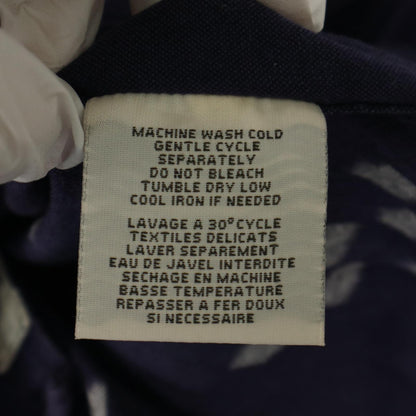 MACHINE WASH COLD
GENTLE CYCLE
SEPARATELY
DO NOT BLEACH
TUMBLE DRY LOW
COOL IRON IF NEEDED
LAVAGE A 30° CYCLE
TEXTILES DELICATS
LAVER SEPAREMENT
EAU DE JAVEL INTERDITE
SECHAGE EN MACHINE
BASSE TEMPERATURE
REPASSER A FER DOUX
SI NECESSAIRE